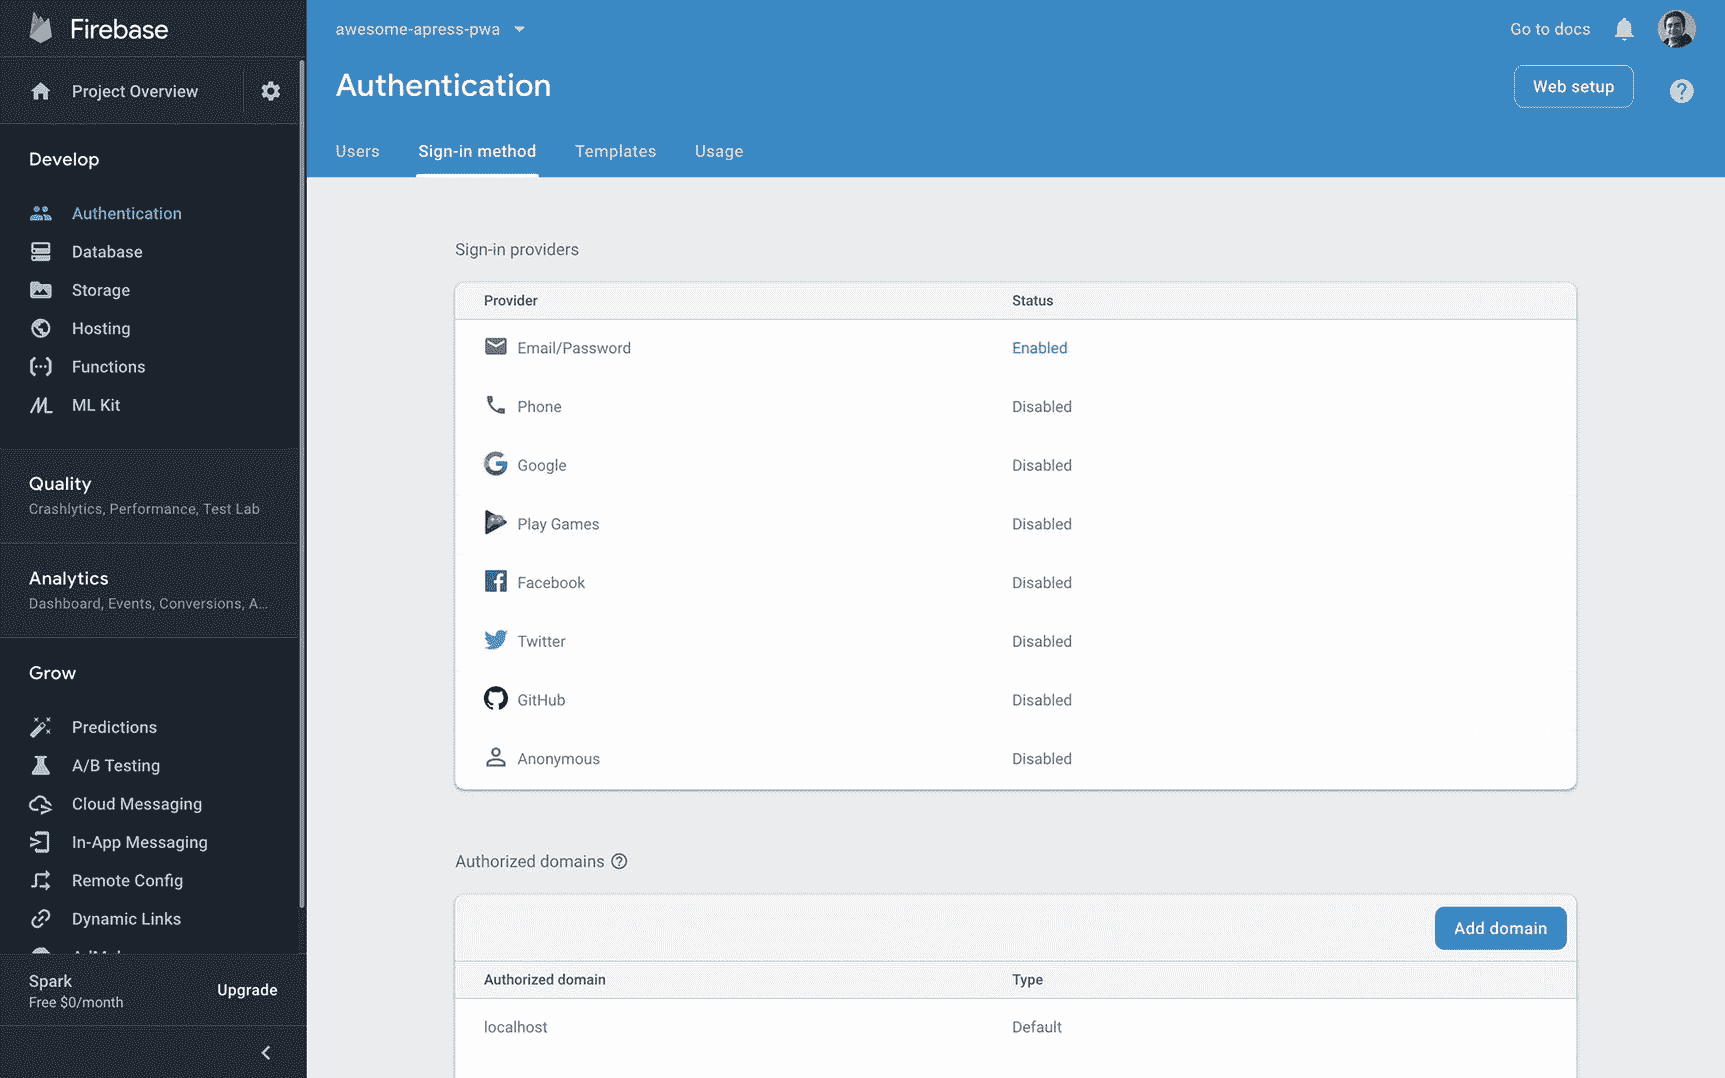 Firebase
Project Overview
Develop
Authentication
Database
Storage
Hosting
Functions
ML Kit
Quality
Crashlytics, Performance, Test Lab
Analytics
Dashboard, Events, Conversions, A...
Grow
Predictions
A/B Testing
Cloud Messaging
In-App Messaging
Remote Config
Dynamic Links
Spark
Free $0/month
Upgrade
awesome-apress-pwa
Go to docs
Authentication
Web setup
Users Sign-in method Templates Usage
Sign-in providers
Provider Status
Email/Password Enabled
Phone Disabled
Google Disabled
Play Games Disabled
Facebook Disabled
Twitter Disabled
GitHub Disabled
Anonymous Disabled
Authorized domains
Add domain
Authorized domain Type
localhost Default